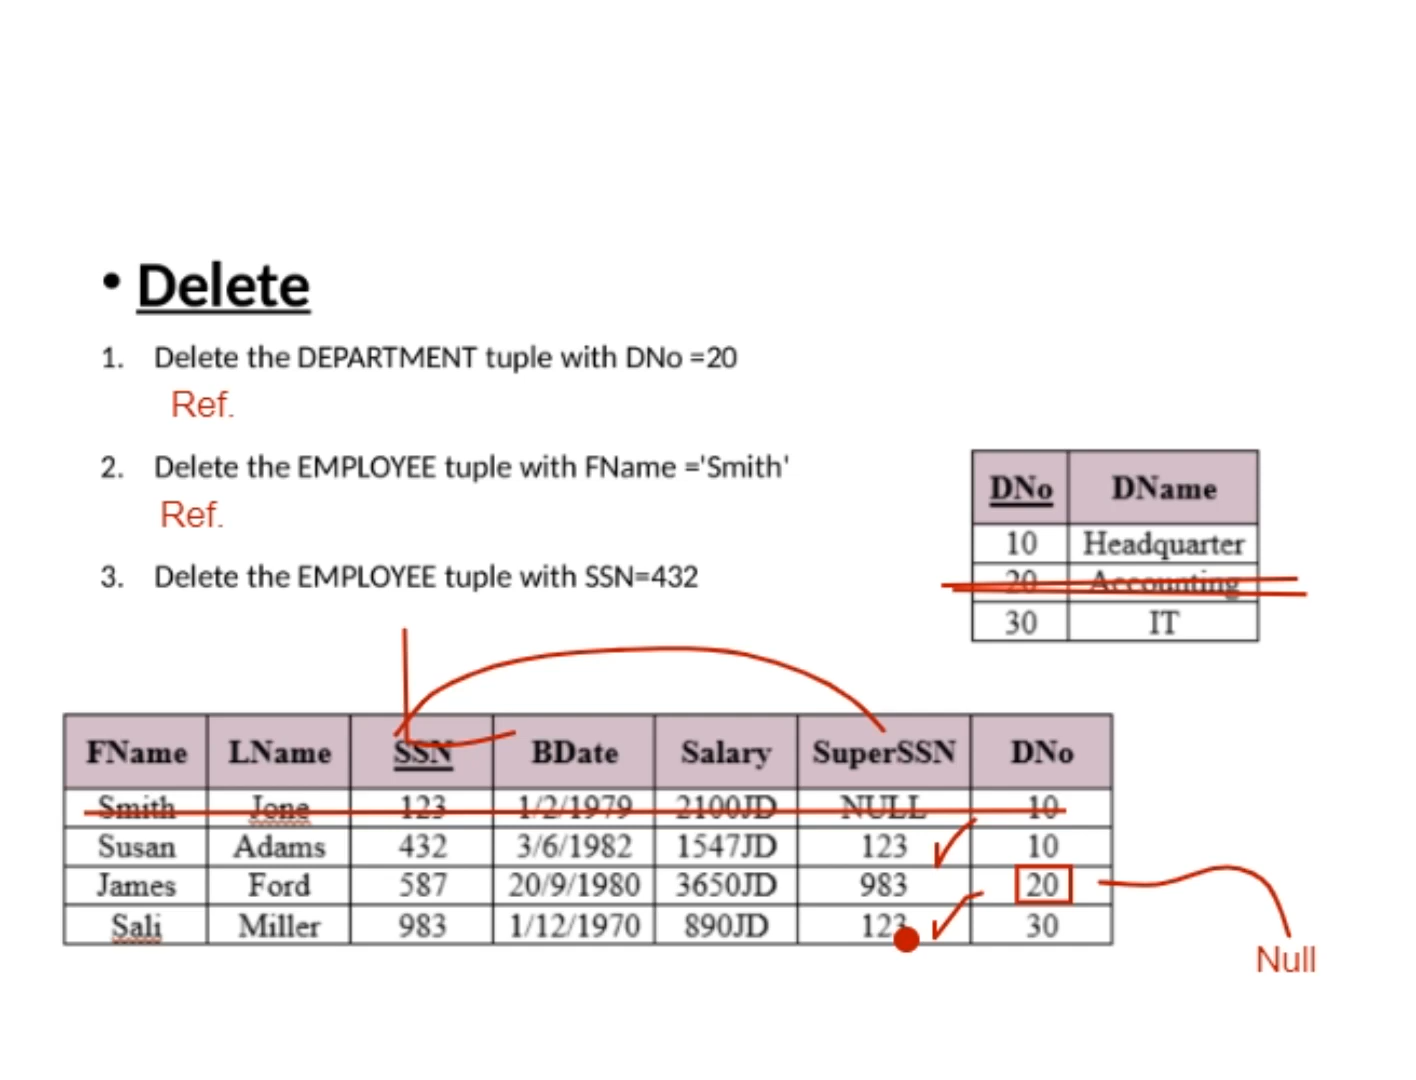 • Delete
1. Delete the DEPARTMENT tuple with DNo =20
Ref.
2. Delete the EMPLOYEE tuple with FName ='Smith'
Ref.
3. Delete the EMPLOYEE tuple with SSN=432
DNo DName
10 Headquarter
20 Accounting
30 IT
FName LName SSN BDate Salary SuperSSN DNo
Smith Jone 123 1/2/1979 2100JD NULL 10
Susan Adams 432 3/6/1982 1547JD 123 10
James Ford 587 20/9/1980 3650JD 983 20
Sali Miller 983 1/12/1970 890JD 123 30
Null